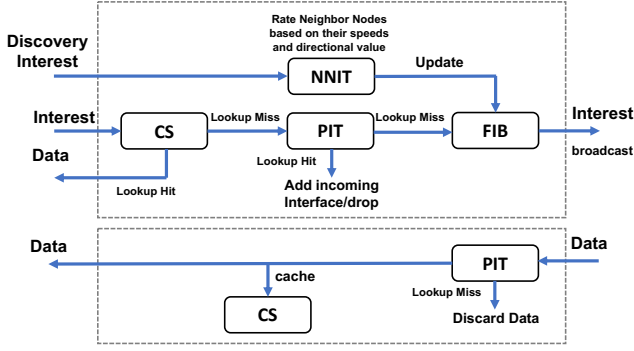 Rate Neighbor Nodes
based on their speeds
and directional value
Discovery
Interest
NNIT
Update
Interest
CS
Lookup Miss
PIT
Lookup Miss
FIB
Interest
broadcast
Data
Lookup Hit
Lookup Hit
Add incoming
Interface/drop
Data
cache
CS
PIT
Data
Lookup Miss
Discard Data